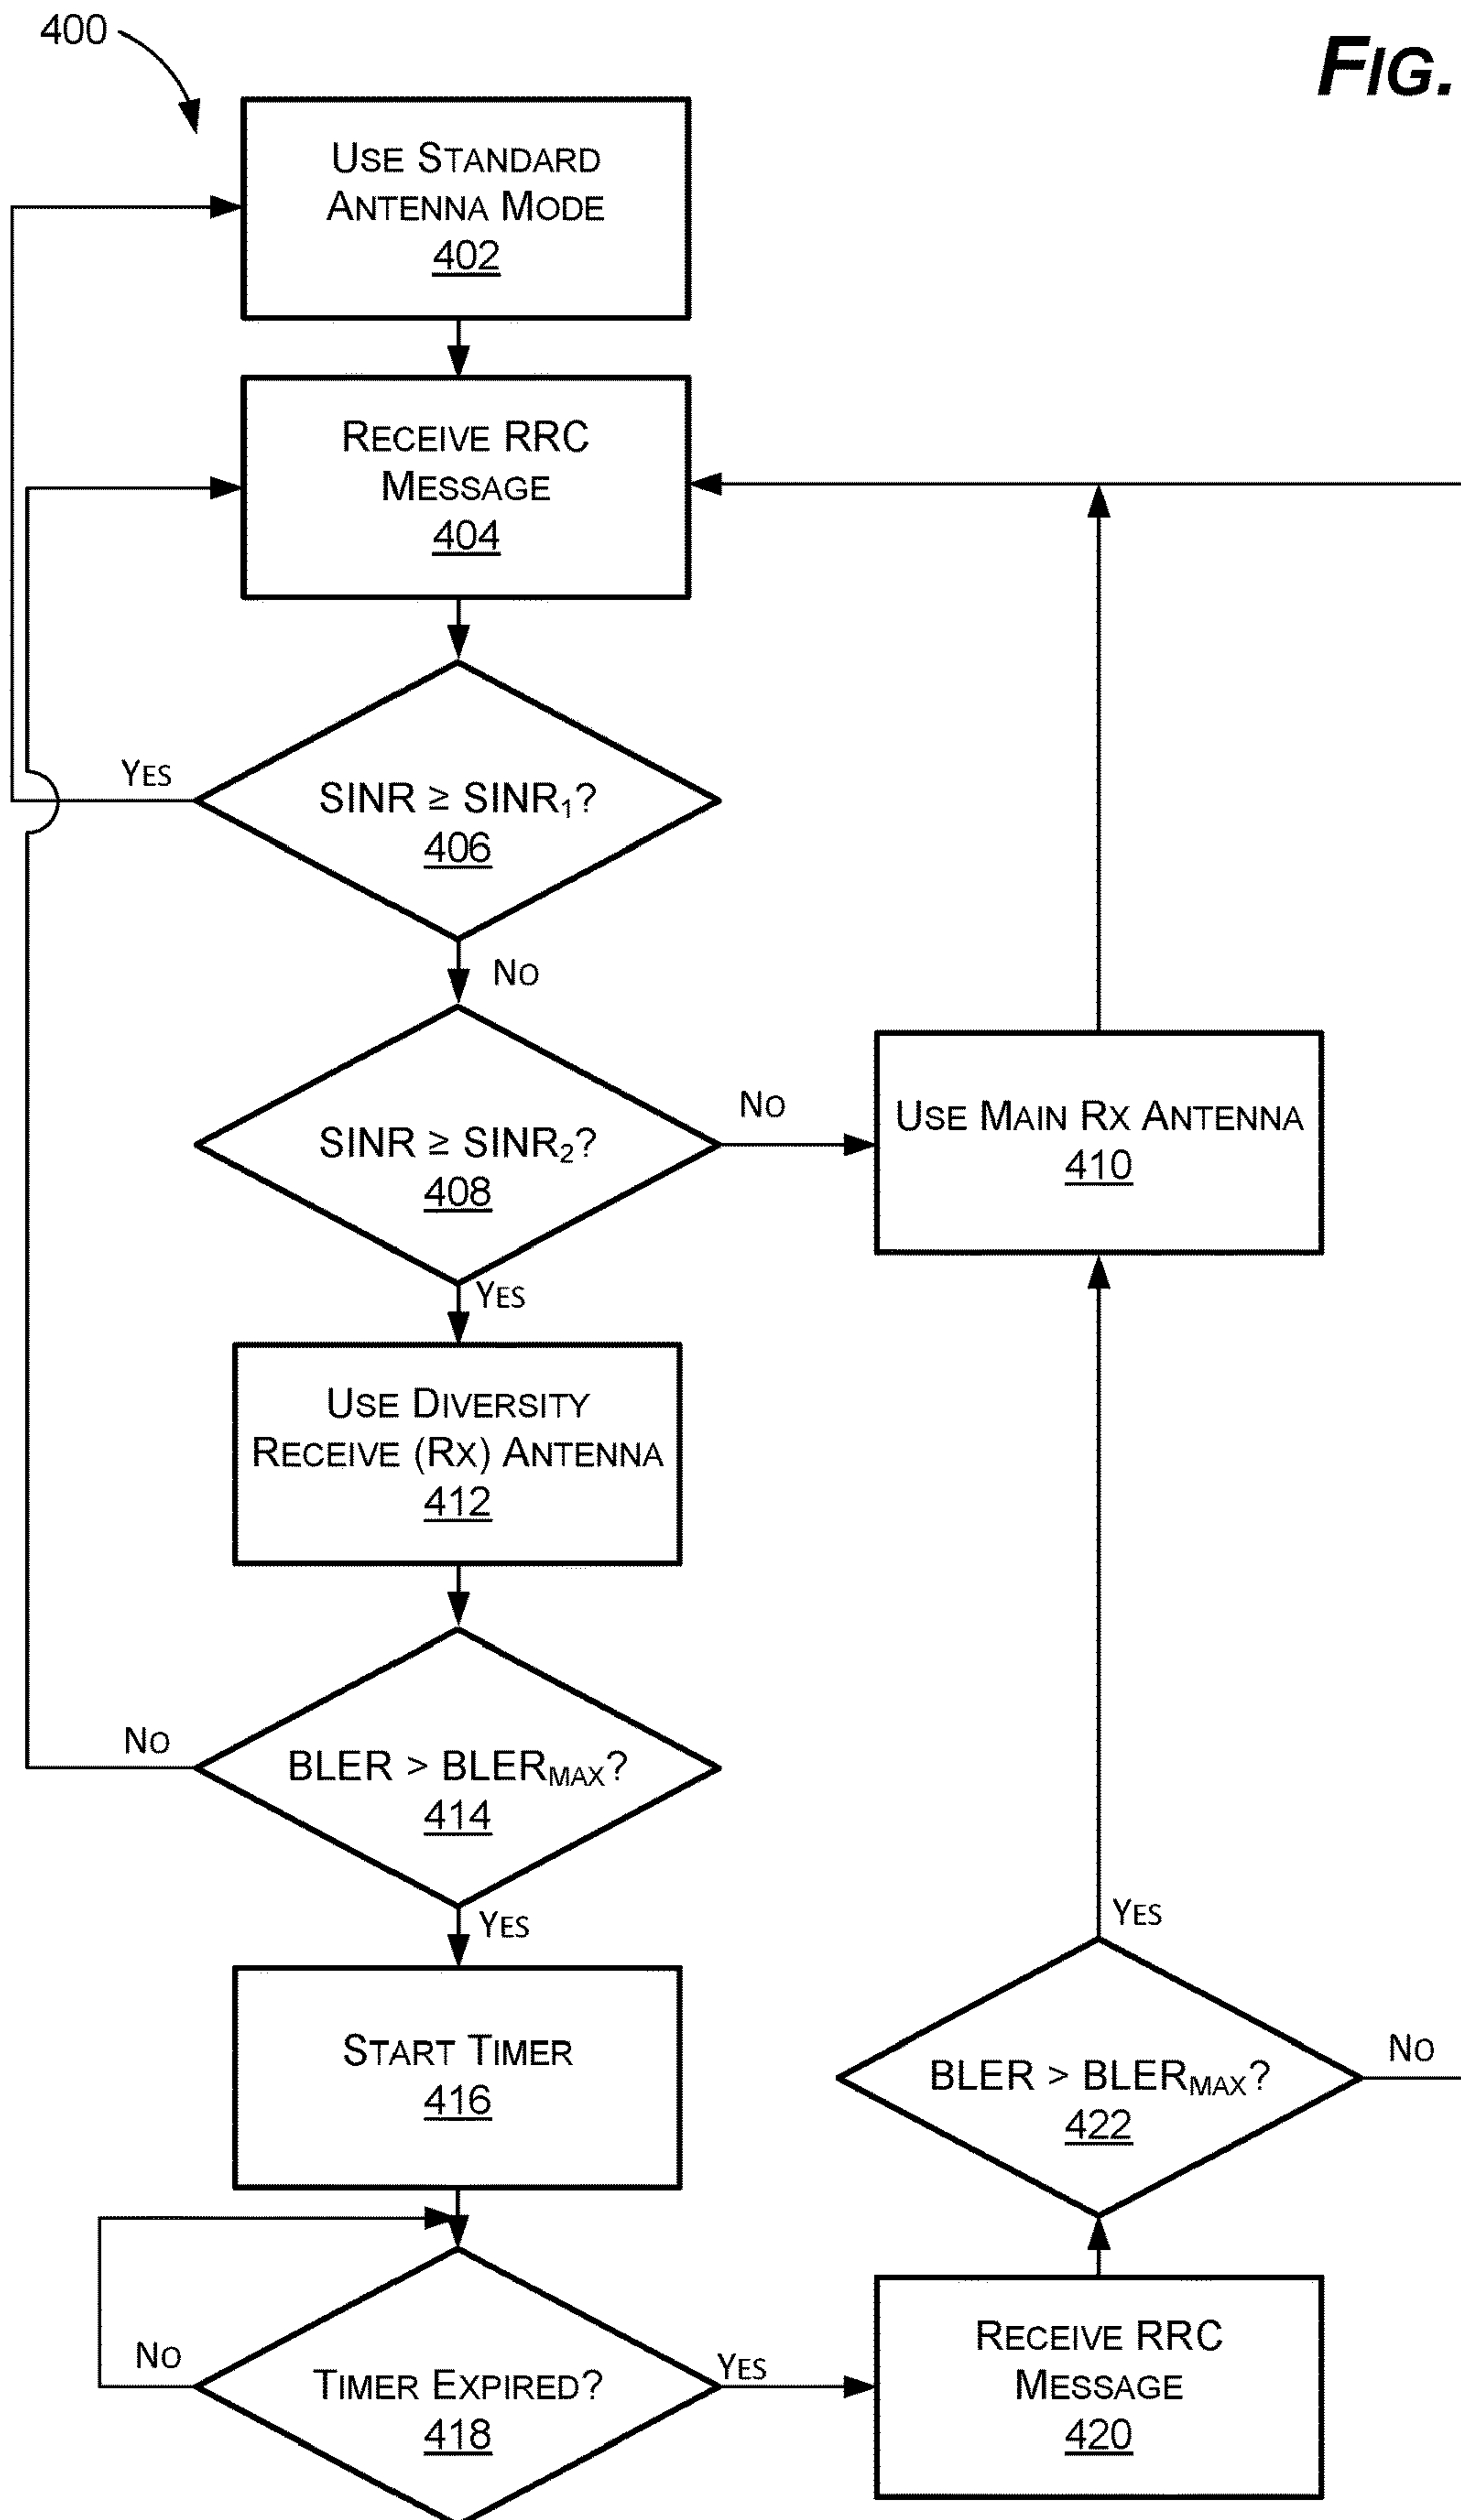 400
FIG.
USE STANDARD
ANTENNA MODE
402
RECEIVE RRC
MESSAGE
404
YES
SINR ≥ SINR₁?
406
NO
SINR ≥ SINR₂?
408
NO
USE MAIN RX ANTENNA
410
YES
USE DIVERSITY
RECEIVE (RX) ANTENNA
412
NO
BLER > BLERMAX?
414
YES
START TIMER
416
YES
BLER > BLERMAX?
422
NO
NO
TIMER EXPIRED?
418
YES
RECEIVE RRC
MESSAGE
420